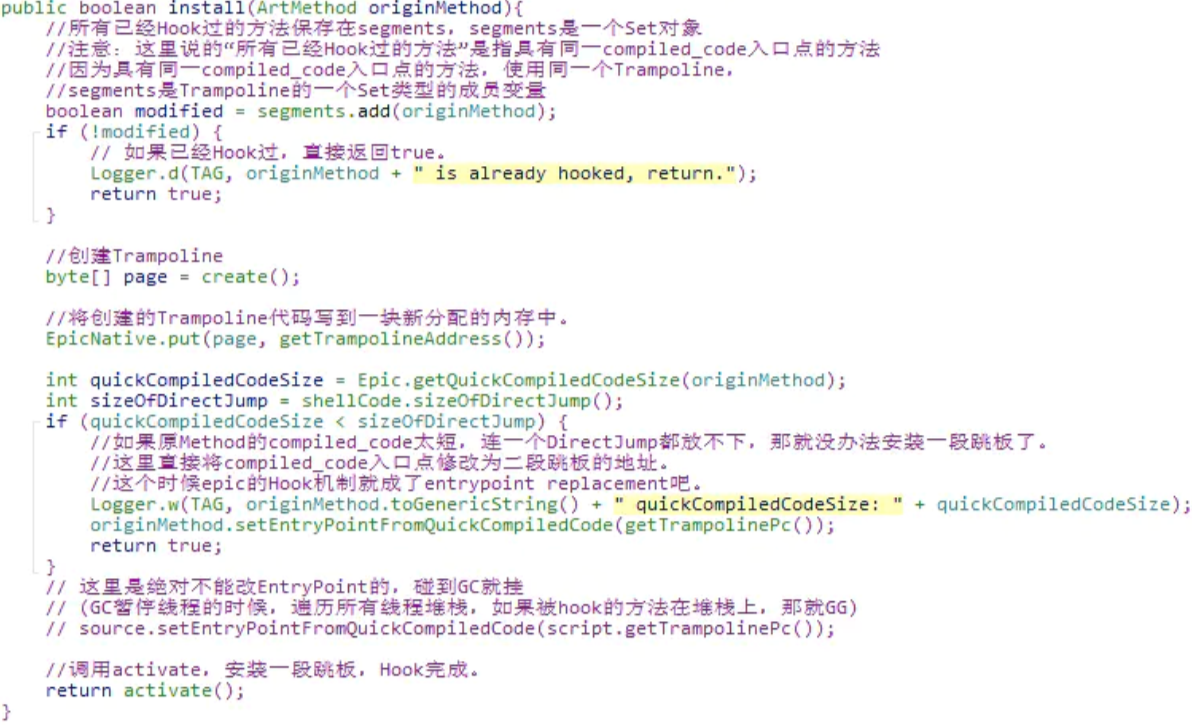 public boolean install(ArtMethod originMethod){
    //所有已经Hook过的方法保存在segments，segments是一个Set对象
    //注意：这里说的“所有已经Hook过的方法”是指具有同一compiled_code入口点的方法
    //因为具有同一compiled_code入口点的方法，使用同一个Trampoline，
    //segments是Trampoline的一个Set类型的成员变量
    boolean modified = segments.add(originMethod);
    if (!modified) {
        // 如果已经Hook过，直接返回true。
        Logger.d(TAG, originMethod + " is already hooked, return.");
        return true;
    }

    //创建Trampoline
    byte[] page = create();

    //将创建的Trampoline代码写到一块新分配的内存中。
    EpicNative.put(page, getTrampolineAddress());

    int quickCompiledCodeSize = Epic.getQuickCompiledCodeSize(originMethod);
    int sizeOfDirectJump = shellCode.sizeOfDirectJump();
    if (quickCompiledCodeSize < sizeOfDirectJump) {
        //如果原Method的compiled_code太短，连一个DirectJump都放不下，那就没办法安装一段跳板了。
        //这里直接将compiled_code入口点修改为二段跳板的地址。
        //这个时候epic的Hook机制就成了entrypoint replacement吧。
        Logger.w(TAG, originMethod.toGenericString() + " quickCompiledCodeSize: " + quickCompiledCodeSize);
        originMethod.setEntryPointFromQuickCompiledCode(getTrampolinePc());
        return true;
    }
    // 这里是绝对不能改EntryPoint的，碰到GC就挂
    // (GC暂停线程的时候，遍历所有线程堆栈，如果被hook的方法在堆栈上，那就GG)
    // source.setEntryPointFromQuickCompiledCode(script.getTrampolinePc());

    //调用activate，安装一段跳板，Hook完成。
    return activate();
}